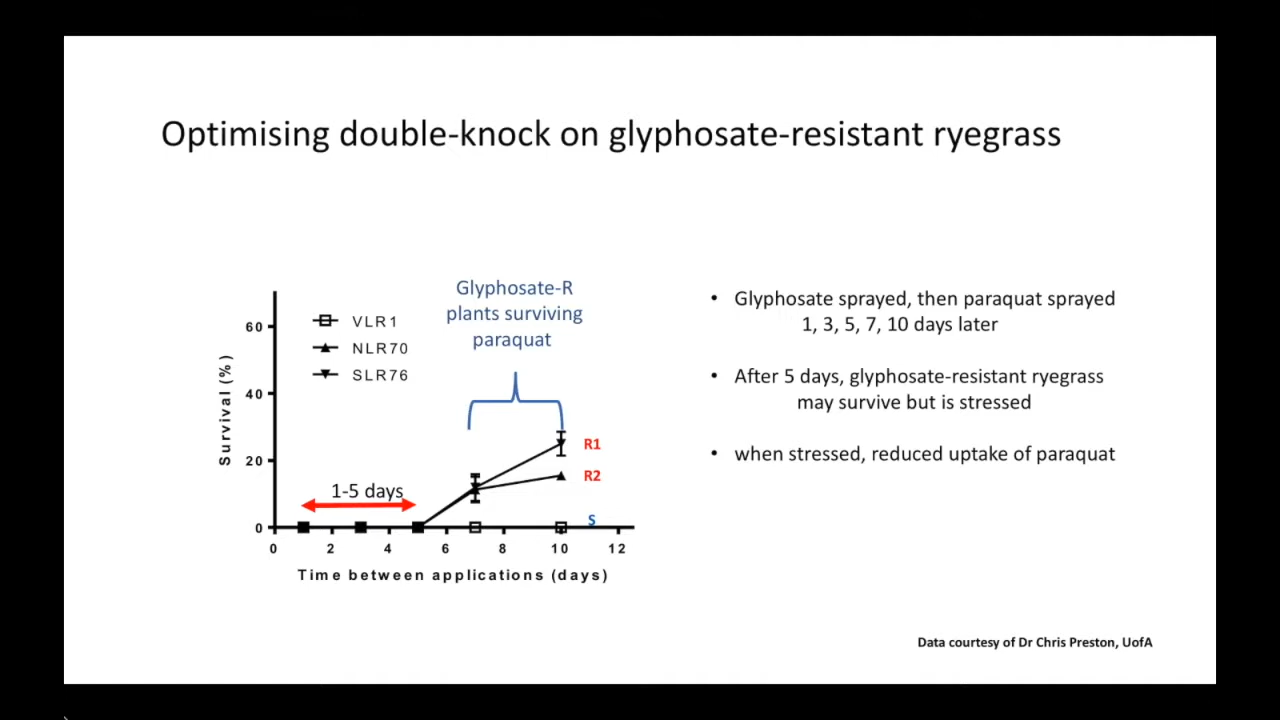 Optimising double-knock on glyphosate-resistant ryegrass
Glyphosate-R
plants surviving
paraquat
60
40
20
0
Survival (%)
VLR1
NLR70
SLR76
1-5 days
R1
R2
S
0 2 4 6 8 10 12
Time between applications (days)
• Glyphosate sprayed, then paraquat sprayed
1, 3, 5, 7, 10 days later
• After 5 days, glyphosate-resistant ryegrass
may survive but is stressed
• when stressed, reduced uptake of paraquat
Data courtesy of Dr Chris Preston, UofA